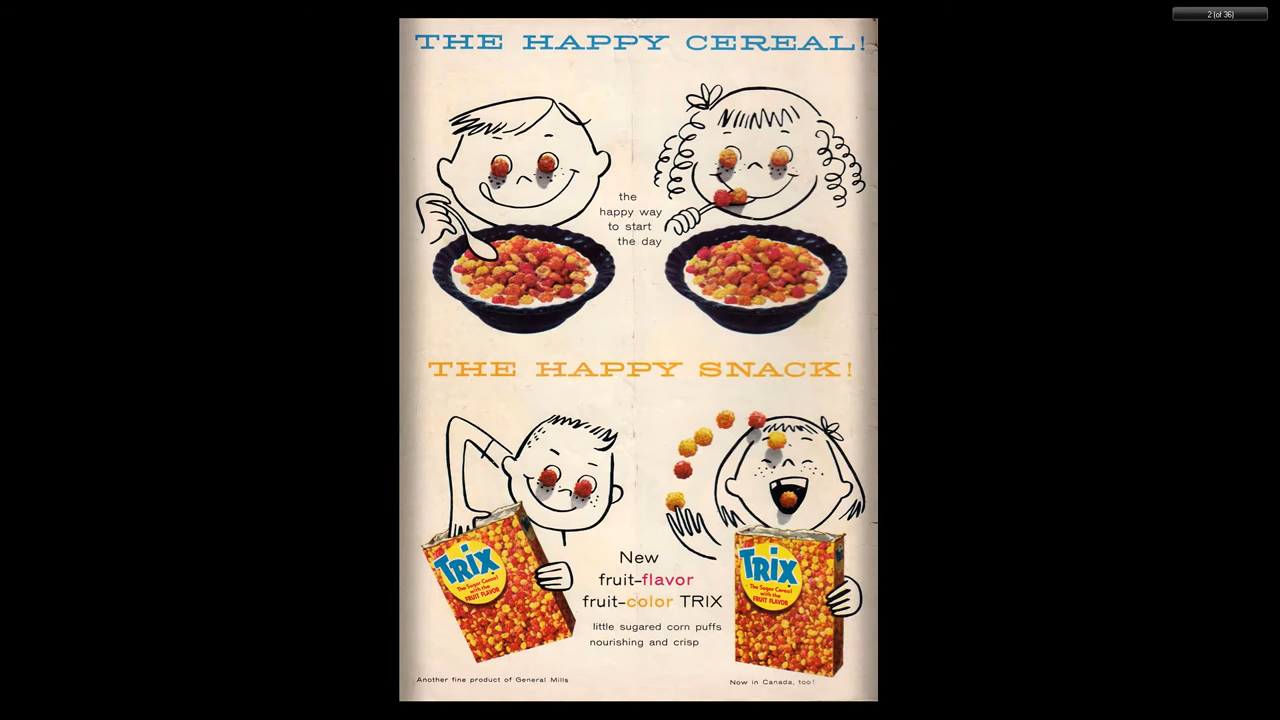 2 (of 36)
THE HAPPY CEREAL!
the
happy way
to start
the day
THE HAPPY SNACK!
TRIX
The Sugar Cereal
with the
FRUIT FLAVOR
New
fruit-flavor
fruit-color TRIX
little sugared corn puffs
nourishing and crisp
TRIX
The Sugar Cereal
with the
FRUIT FLAVOR
Another fine product of General Mills
Now in Canada, too!